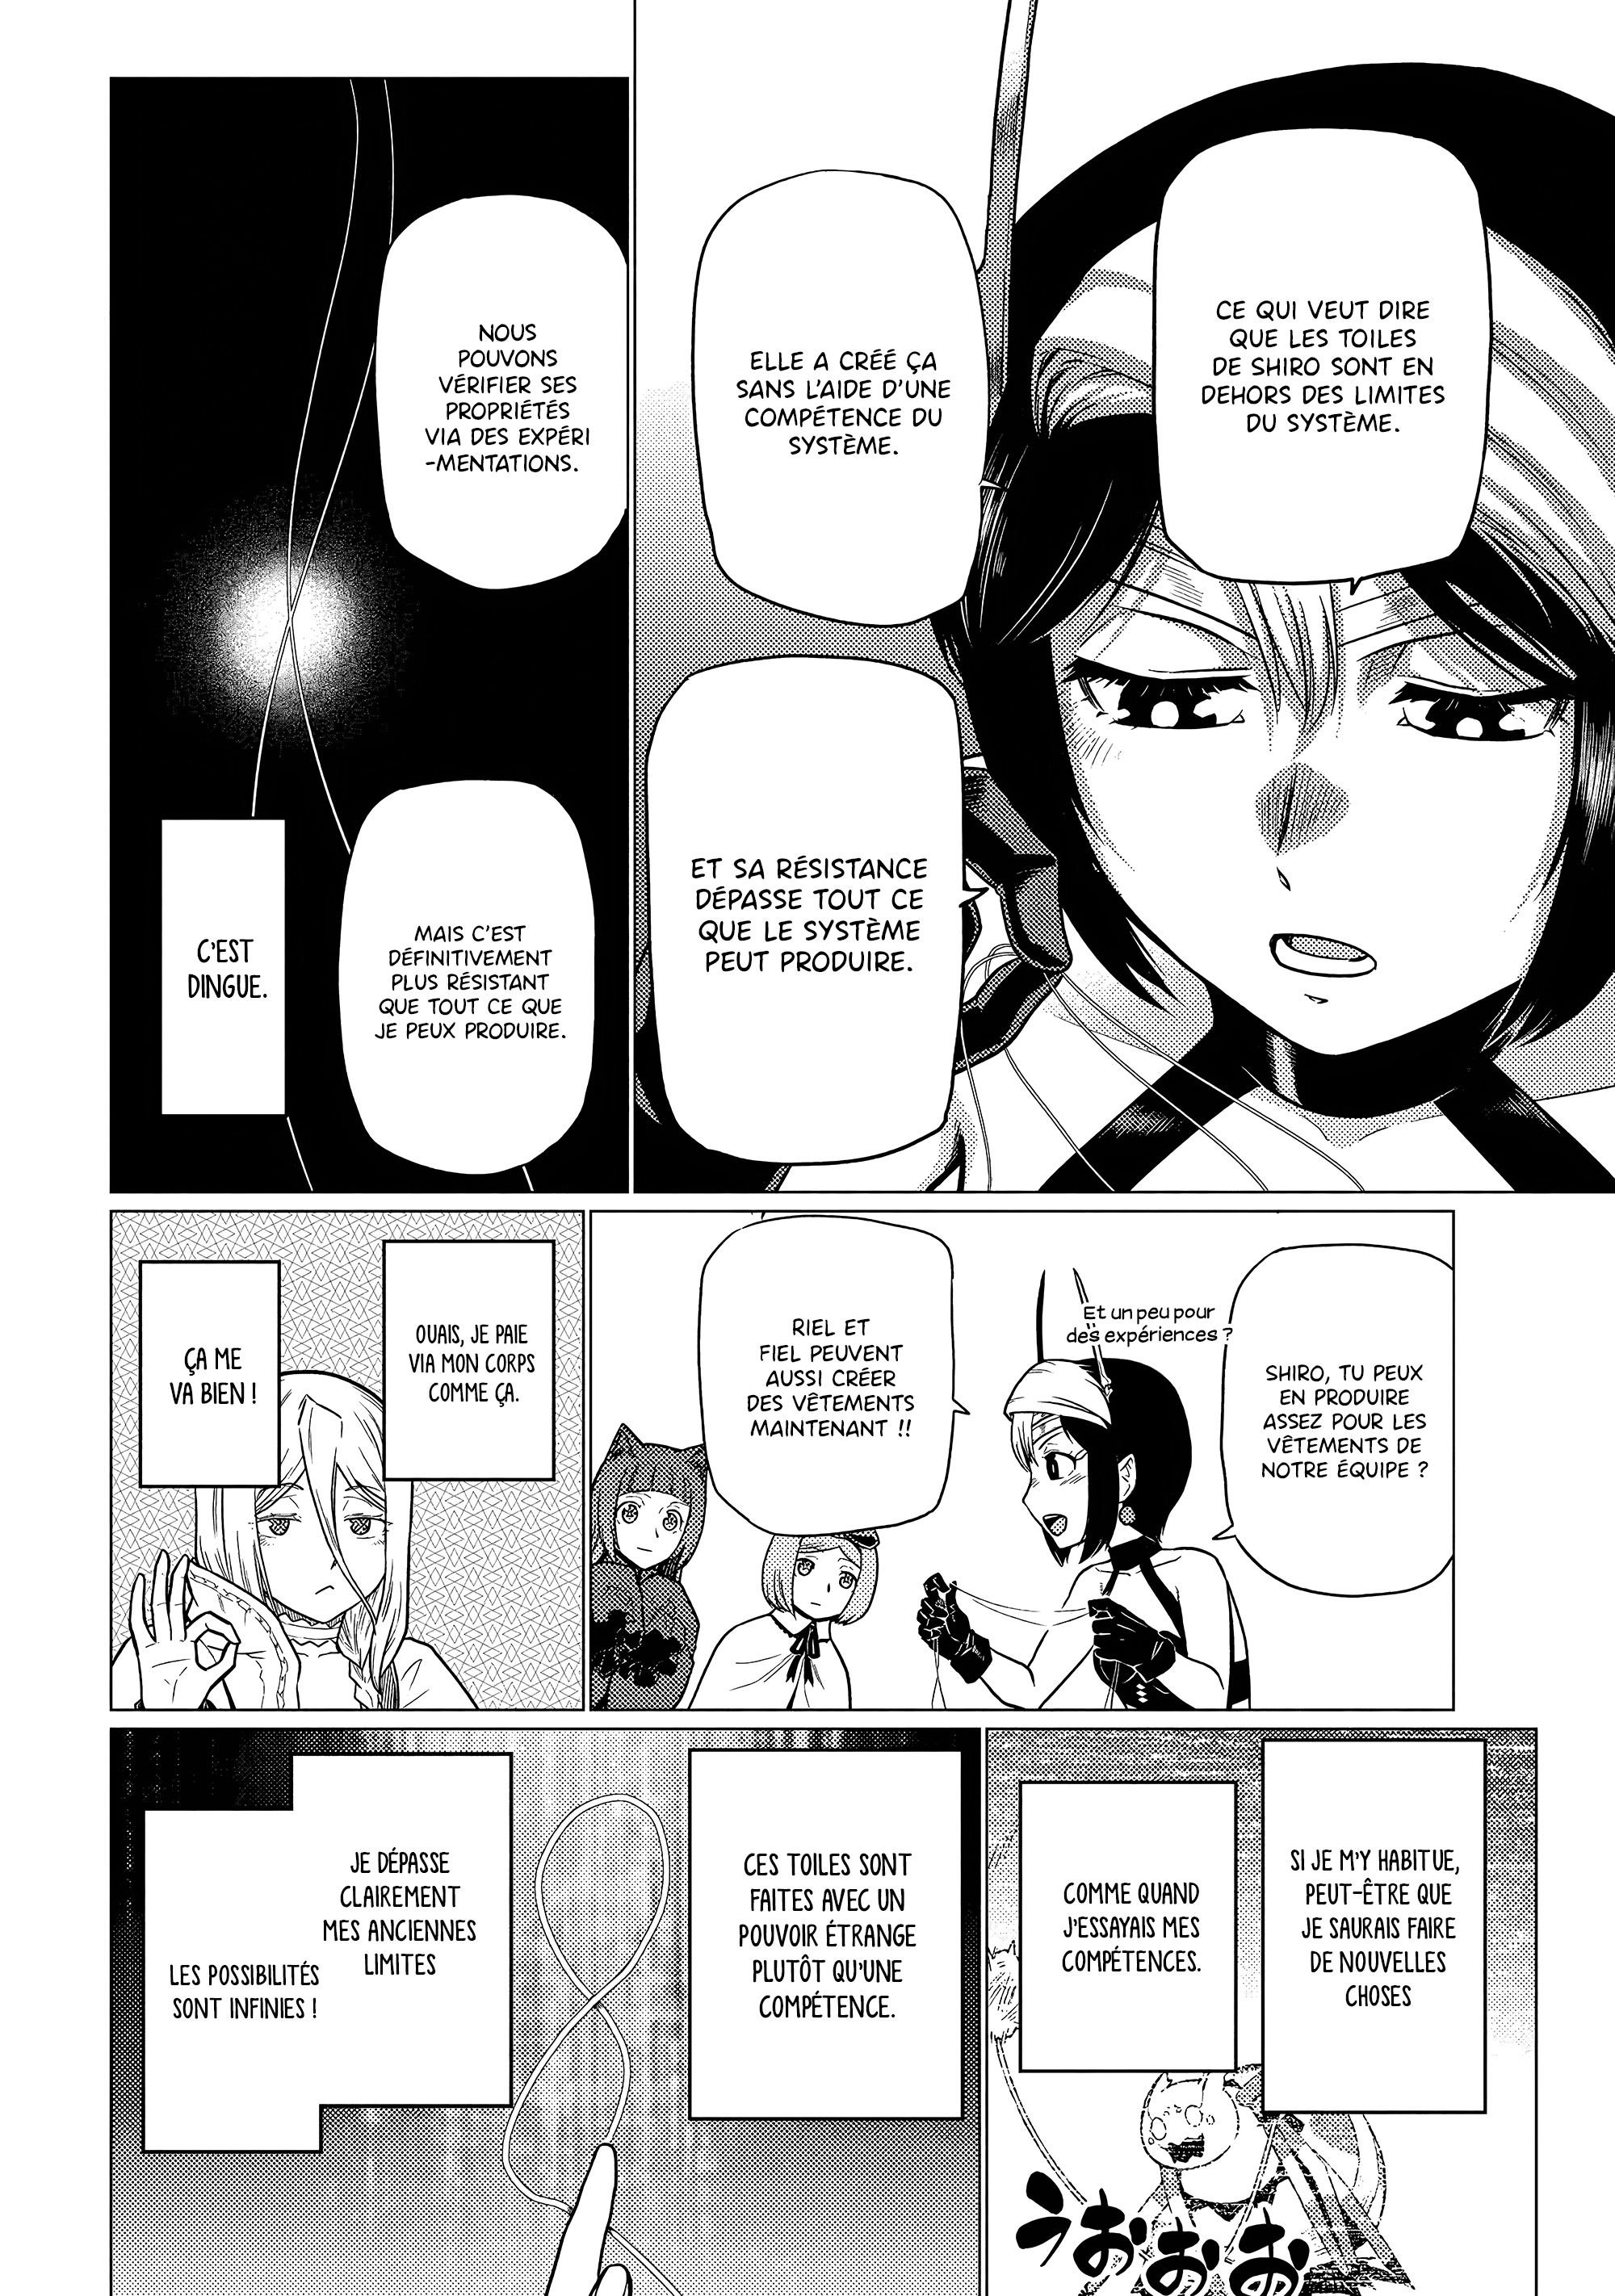 CE QUI VEUT DIRE
QUE LES TOILES
DE SHIRO SONT EN
DEHORS DES LIMITES
DU SYSTÈME.
ELLE A CRÉÉ ÇA
SANS L'AIDE D'UNE
COMPÉTENCE DU
SYSTÈME.
ET SA RÉSISTANCE
DÉPASSE TOUT CE
QUE LE SYSTÈME
PEUT PRODUIRE.
NOUS
POUVONS
VÉRIFIER SES
PROPRIÉTÉS
VIA DES EXPÉRI
-MENTATIONS.
MAIS C'EST
DÉFINITIVEMENT
PLUS RÉSISTANT
QUE TOUT CE QUE
JE PEUX PRODUIRE.
C'EST
DINGUE.
SHIRO, TU PEUX
EN PRODUIRE
ASSEZ POUR LES
VÊTEMENTS DE
NOTRE ÉQUIPE ?
Et un peu pour
des expériences ?
RIEL ET
FIEL PEUVENT
AUSSI CRÉER
DES VÊTEMENTS
MAINTENANT !!
OUAIS, JE PAIE
VIA MON CORPS
COMME ÇA.
ÇA ME
VA BIEN !
SI JE M'Y HABITUE,
PEUT-ÊTRE QUE
JE SAURAIS FAIRE
DE NOUVELLES
CHOSES
COMME QUAND
J'ESSAYAIS MES
COMPÉTENCES.
うおおお
CES TOILES SONT
FAITES AVEC UN
POUVOIR ÉTRANGE
PLUTÔT QU'UNE
COMPÉTENCE.
JE DÉPASSE
CLAIREMENT
MES ANCIENNES
LIMITES
LES POSSIBILITÉS
SONT INFINIES !